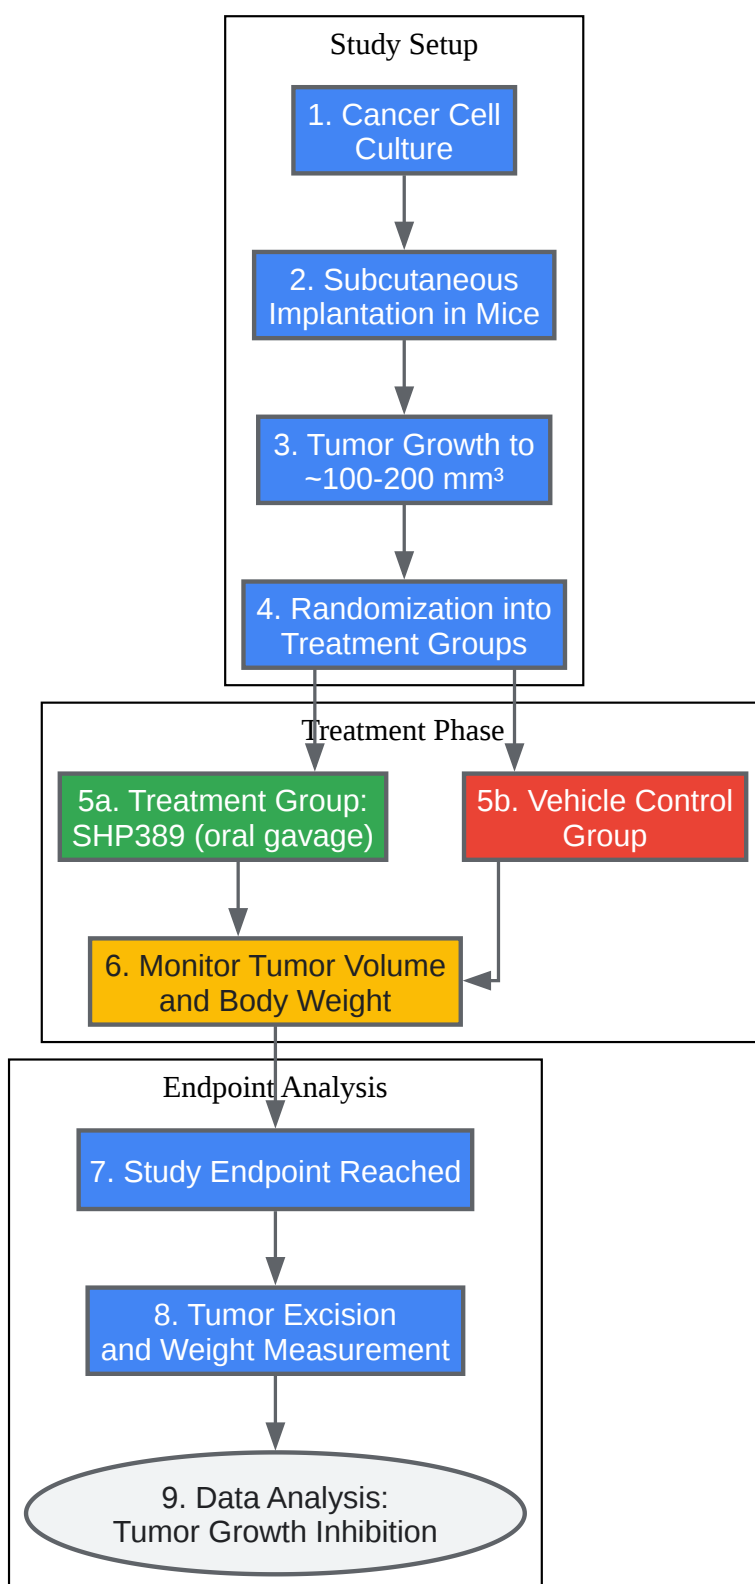 Study Setup
1. Cancer Cell
Culture
2. Subcutaneous
Implantation in Mice
3. Tumor Growth to
~100-200 mm³
4. Randomization into
Treatment Groups
Treatment Phase
5a. Treatment Group:
SHP389 (oral gavage)
5b. Vehicle Control
Group
6. Monitor Tumor Volume
and Body Weight
Endpoint Analysis
7. Study Endpoint Reached
8. Tumor Excision
and Weight Measurement
9. Data Analysis:
Tumor Growth Inhibition